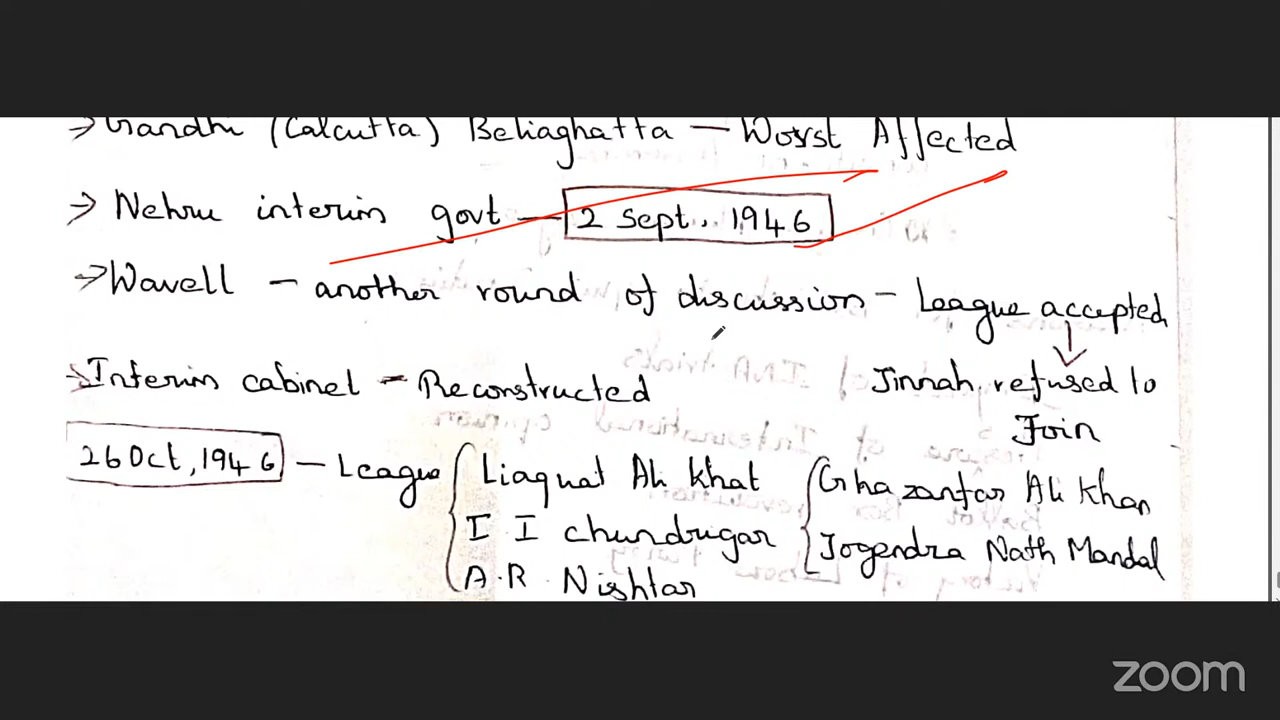 → Gandhi (Calcutta) Beliaghatta — Worst Affected
→ Nehru interim govt — 2 Sept, 1946
→ Wavell – another round of discussion – League accepted
→ Interim cabinet – Reconstructed Jinnah refused to
Join
26 Oct, 1946 – League { Liaquat Ali Khat { Ghazanfar Ali Khan
I I chundrigar Jogendra Nath Mandal
A.R. Nishtar
zoom